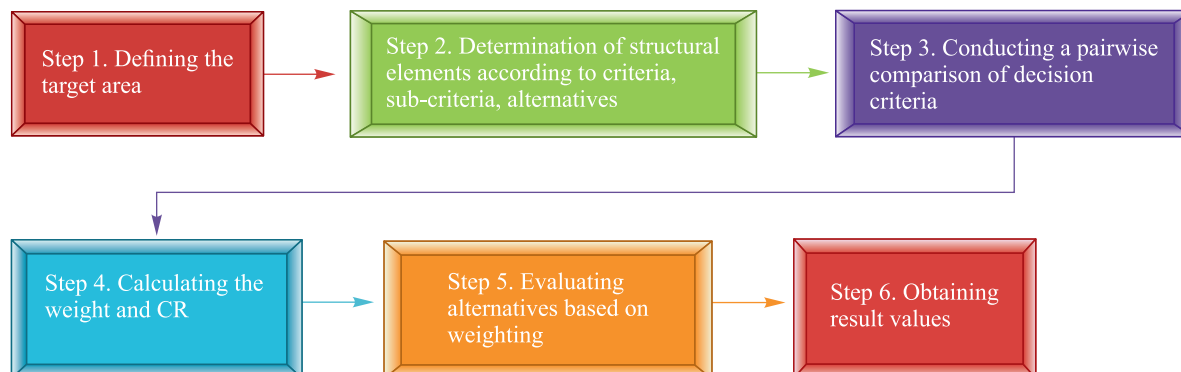 Step 1. Defining the
target area
Step 2. Determination of structural
elements according to criteria,
sub-criteria, alternatives
Step 3. Conducting a pairwise
comparison of decision
criteria
Step 4. Calculating the
weight and CR
Step 5. Evaluating
alternatives based on
weighting
Step 6. Obtaining
result values